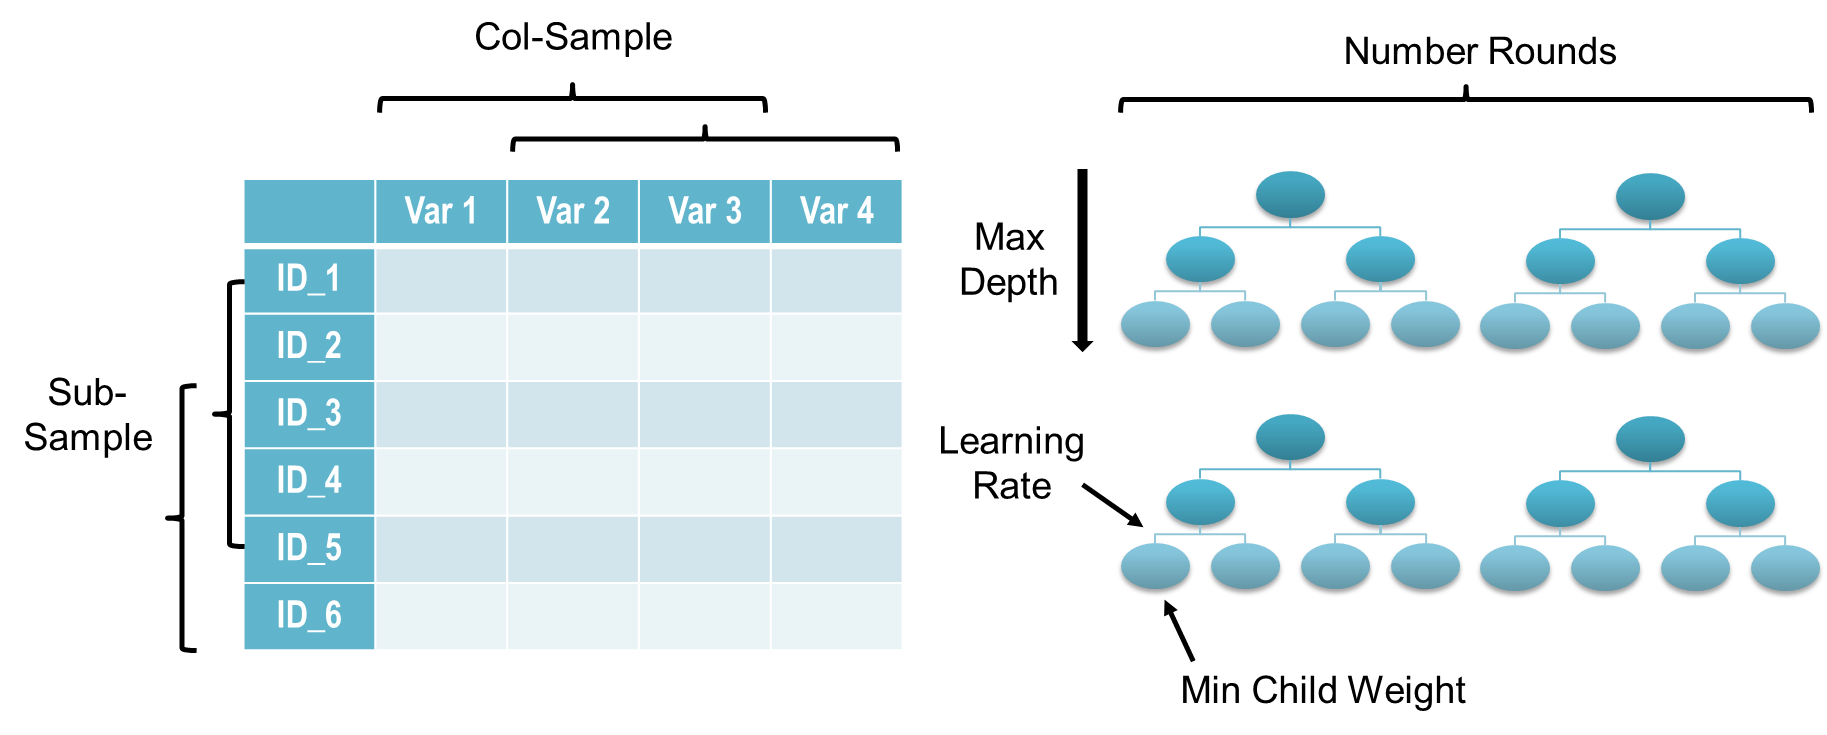 Col-Sample
Number Rounds
Var 1 Var 2 Var 3 Var 4
ID_1
ID_2
ID_3
ID_4
ID_5
ID_6
Sub-
Sample
Max
Depth
Learning
Rate
Min Child Weight